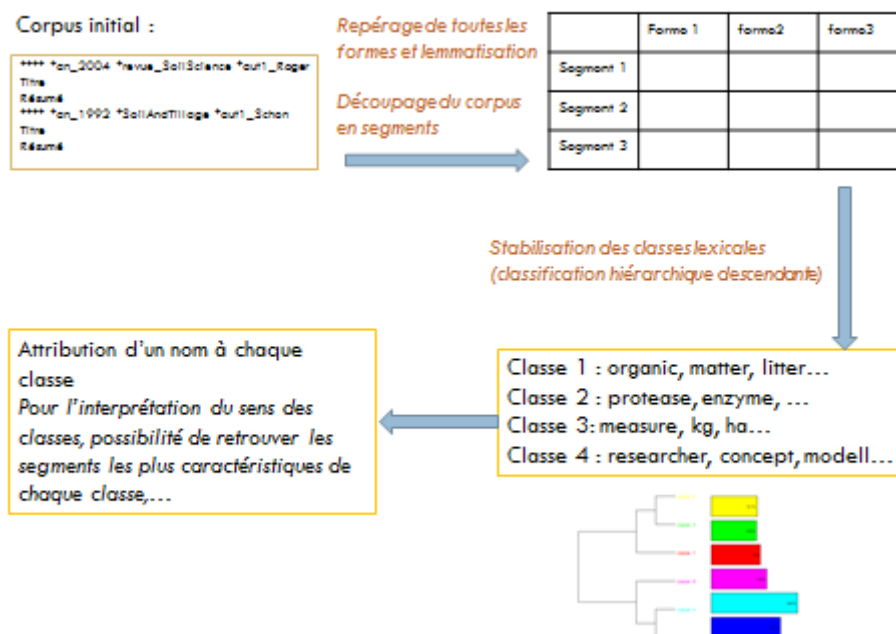 Corpus initial :
**** *an_2004 *revue_SoilScience *aut1_Roger
Titre
Résumé
**** *an_1992 *SoilAndTillage *aut1_Schan
Titre
Résumé
Repérage de toutes les
formes et lemmatisation
Découpage du corpus
en segments
Forme 1 forme2 forme3
Segment 1
Segment 2
Segment 3
Stabilisation des classes lexicales
(classification hiérarchique descendante)
Classe 1 : organic, matter, litter...
Classe 2 : protease, enzyme, ...
Classe 3: measure, kg, ha...
Classe 4 : researcher, concept, modell...
Attribution d'un nom à chaque
classe
Pour l'interprétation du sens des
classes, possibilité de retrouver les
segments les plus caractéristiques de
chaque classe,...